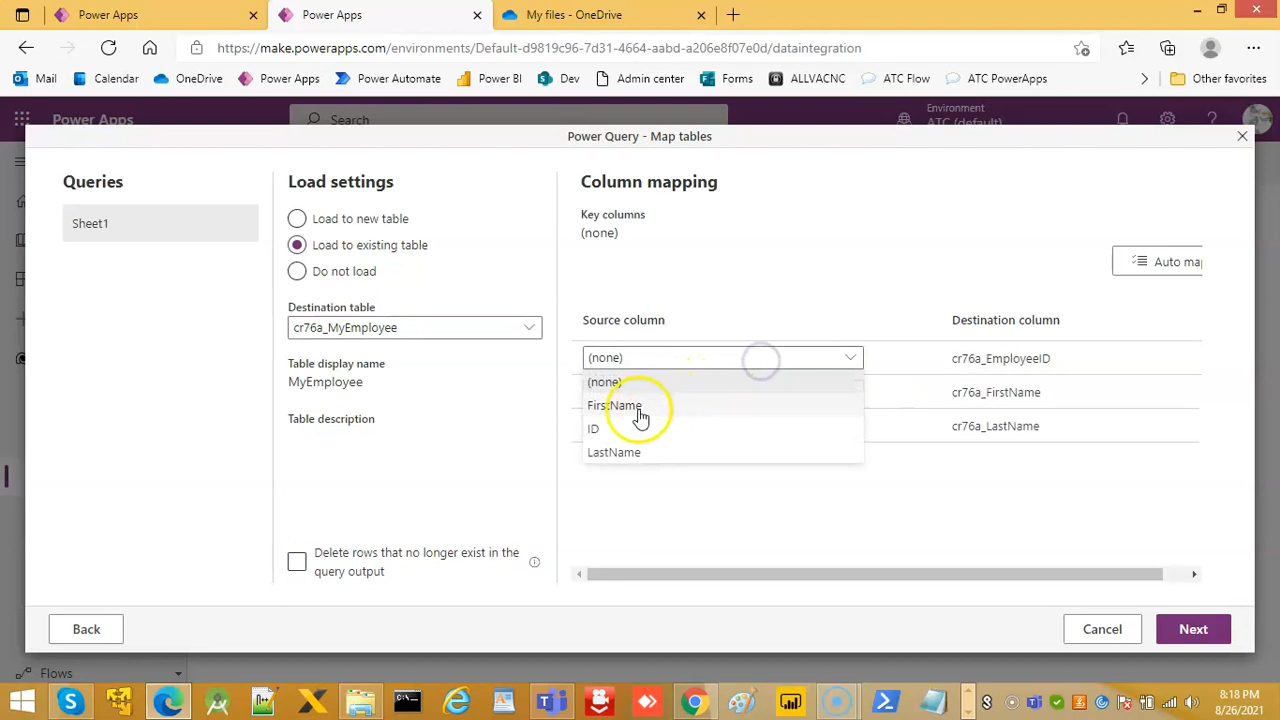 Power Apps
Power Apps
My files - OneDrive
https://make.powerapps.com/environments/Default-d9819c96-7d31-4664-aabd-a206e8f07e0d/dataintegration
Mail
Calendar
OneDrive
Power Apps
Power Automate
Power BI
Dev
Admin center
Forms
ALLVACNC
ATC Flow
ATC PowerApps
Other favorites
Power Apps
Search
Environment
ATC (default)
Power Query - Map tables
Queries
Sheet1
Load settings
Load to new table
Load to existing table
Do not load
Destination table
cr76a_MyEmployee
Table display name
MyEmployee
Table description
Delete rows that no longer exist in the
query output
Column mapping
Key columns
(none)
Auto map
Source column
Destination column
(none)
cr76a_EmployeeID
(none)
FirstName
cr76a_FirstName
ID
cr76a_LastName
LastName
Back
Cancel
Next
Flows
8:18 PM
8/26/2021